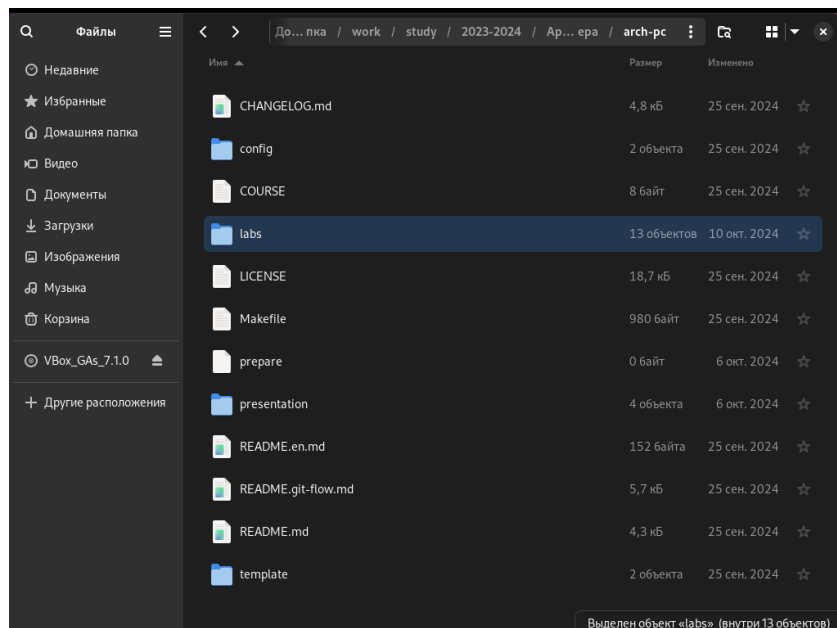 Файлы
До... пка / work / study / 2023-2024 / Ар... ера / arch-pc
Недавние
Избранные
Домашняя папка
Видео
Документы
Загрузки
Изображения
Музыка
Корзина
VBox_GAs_7.1.0
Другие расположения
Имя Размер Изменено
CHANGELOG.md 4,8 кБ 25 сен. 2024
config 2 объекта 25 сен. 2024
COURSE 8 байт 25 сен. 2024
labs 13 объектов 10 окт. 2024
LICENSE 18,7 кБ 25 сен. 2024
Makefile 980 байт 25 сен. 2024
prepare 0 байт 6 окт. 2024
presentation 4 объекта 6 окт. 2024
README.en.md 152 байта 25 сен. 2024
README.git-flow.md 5,7 кБ 25 сен. 2024
README.md 4,3 кБ 25 сен. 2024
template 2 объекта 25 сен. 2024
Выделен объект «labs» (внутри 13 объектов)